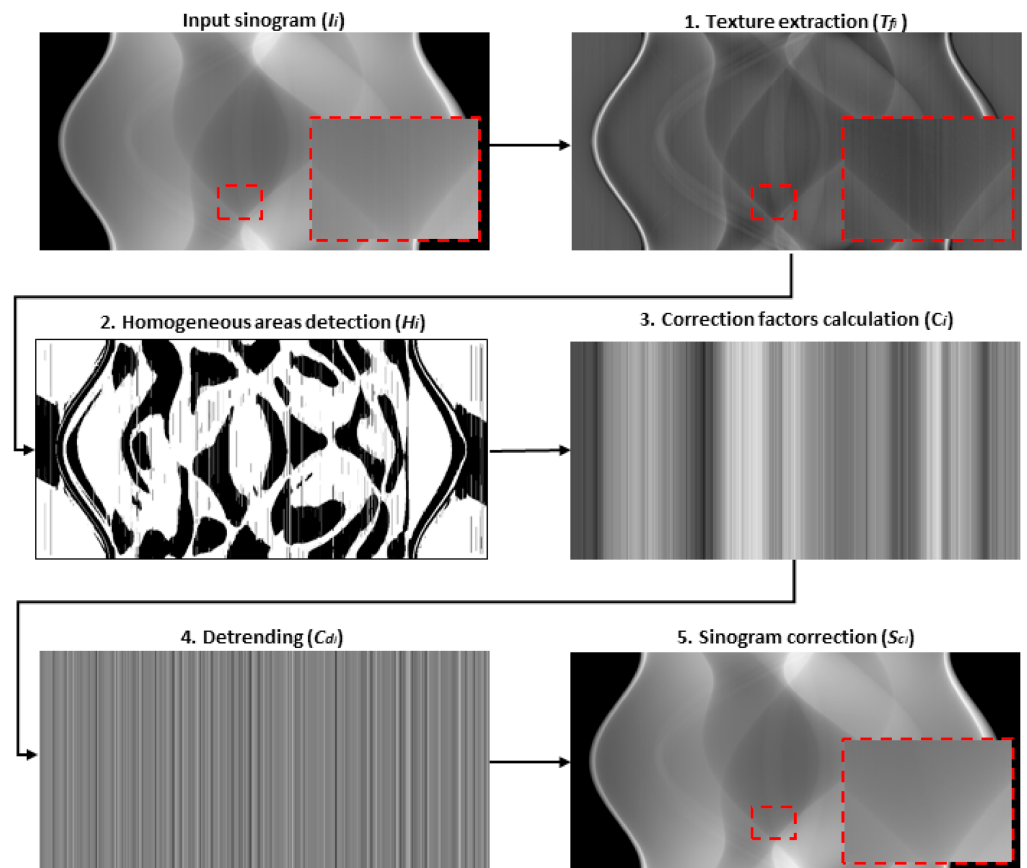 Input sinogram (Ii)
1. Texture extraction (Tfi)
2. Homogeneous areas detection (Hi)
3. Correction factors calculation (Ci)
4. Detrending (Cdi)
5. Sinogram correction (Sci)